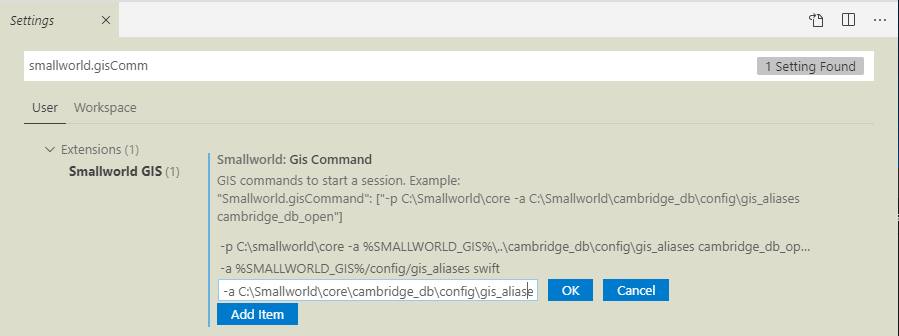 Settings
smallworld.gisComm
1 Setting Found
User Workspace
Extensions (1)
Smallworld GIS (1)
Smallworld: Gis Command
GIS commands to start a session. Example:
"Smallworld.gisCommand": ["-p C:\Smallworld\core -a C:\Smallworld\cambridge_db\config\gis_aliases
cambridge_db_open"]
-p C:\smallworld\core -a %SMALLWORLD_GIS%\..\cambridge_db\config\gis_aliases cambridge_db_op...
-a %SMALLWORLD_GIS%/config/gis_aliases swift
-a C:\Smallworld\core\cambridge_db\config\gis_aliase
OK Cancel
Add Item